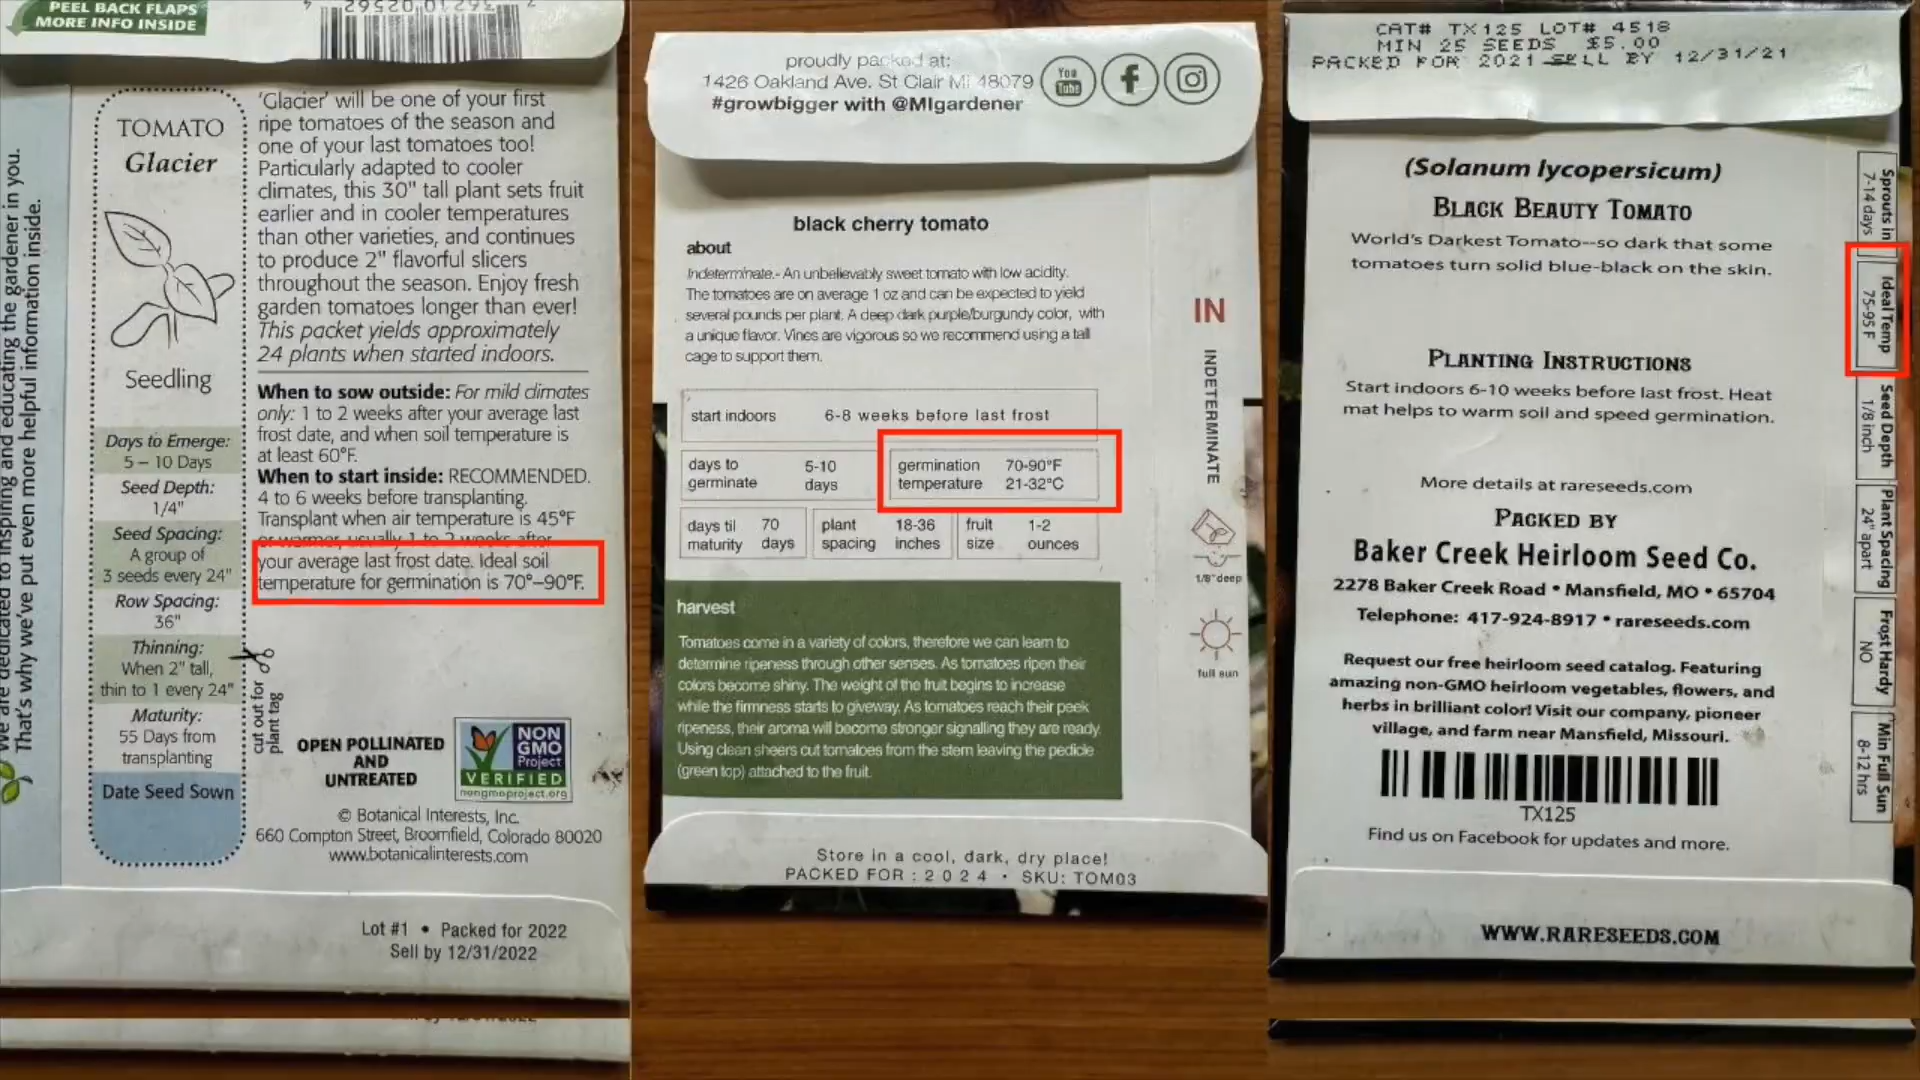 PEEL BACK FLAPS
MORE INFO INSIDE
We are dedicated to inspiring and educating the gardener in you.
That's why we've put even more helpful information inside.
TOMATO
Glacier
Seedling
Days to Emerge:
5 – 10 Days
Seed Depth:
1/4"
Seed Spacing:
A group of
3 seeds every 24"
Row Spacing:
36"
Thinning:
When 2" tall,
thin to 1 every 24"
Maturity:
55 Days from
transplanting
Date Seed Sown
cut out for
plant tag
'Glacier' will be one of your first
ripe tomatoes of the season and
one of your last tomatoes too!
Particularly adapted to cooler
climates, this 30" tall plant sets fruit
earlier and in cooler temperatures
than other varieties, and continues
to produce 2" flavorful slicers
throughout the season. Enjoy fresh
garden tomatoes longer than ever!
This packet yields approximately
24 plants when started indoors.
When to sow outside: For mild climates
only: 1 to 2 weeks after your average last
frost date, and when soil temperature is
at least 60°F.
When to start inside: RECOMMENDED.
4 to 6 weeks before transplanting.
Transplant when air temperature is 45°F
or warmer, usually 1 to 2 weeks after
your average last frost date. Ideal soil
temperature for germination is 70°–90°F.
OPEN POLLINATED
AND
UNTREATED
NON
GMO
Project
VERIFIED
nongmoproject.org
© Botanical Interests, Inc.
660 Compton Street, Broomfield, Colorado 80020
www.botanicalinterests.com
Lot #1 • Packed for 2022
Sell by 12/31/2022
proudly packed at:
1426 Oakland Ave. St Clair MI 48079
#growbigger with @MIgardener
You
Tube
black cherry tomato
about
Indeterminate.- An unbelievably sweet tomato with low acidity.
The tomatoes are on average 1 oz and can be expected to yield
several pounds per plant. A deep dark purple/burgundy color, with
a unique flavor. Vines are vigorous so we recommend using a tall
cage to support them.
start indoors 6-8 weeks before last frost
days to germinate 5-10 days
germination temperature 70-90°F 21-32°C
days til maturity 70 days
plant spacing 18-36 inches
fruit size 1-2 ounces
IN
INDETERMINATE
1/8" deep
full sun
harvest
Tomatoes come in a variety of colors, therefore we can learn to
determine ripeness through other senses. As tomatoes ripen their
colors become shiny. The weight of the fruit begins to increase
while the firmness starts to giveway. As tomatoes reach their peek
ripeness, their aroma will become stronger signalling they are ready.
Using clean sheers cut tomatoes from the stem leaving the pedicle
(green top) attached to the fruit.
Store in a cool, dark, dry place!
PACKED FOR : 2024 • SKU: TOM03
CAT# TX125 LOT# 4518
MIN 25 SEEDS $5.00
PACKED FOR 2021 SELL BY 12/31/21
(Solanum lycopersicum)
BLACK BEAUTY TOMATO
World's Darkest Tomato--so dark that some
tomatoes turn solid blue-black on the skin.
PLANTING INSTRUCTIONS
Start indoors 6-10 weeks before last frost. Heat
mat helps to warm soil and speed germination.
More details at rareseeds.com
PACKED BY
Baker Creek Heirloom Seed Co.
2278 Baker Creek Road • Mansfield, MO • 65704
Telephone: 417-924-8917 • rareseeds.com
Request our free heirloom seed catalog. Featuring
amazing non-GMO heirloom vegetables, flowers, and
herbs in brilliant color! Visit our company, pioneer
village, and farm near Mansfield, Missouri.
TX125
Find us on Facebook for updates and more.
WWW.RARESEEDS.COM
Sprouts in
7-14 days
Ideal Temp
75-95 F
Seed Depth
1/8 inch
Plant Spacing
24" apart
Frost Hardy
NO
Min Full Sun
8-12 hrs